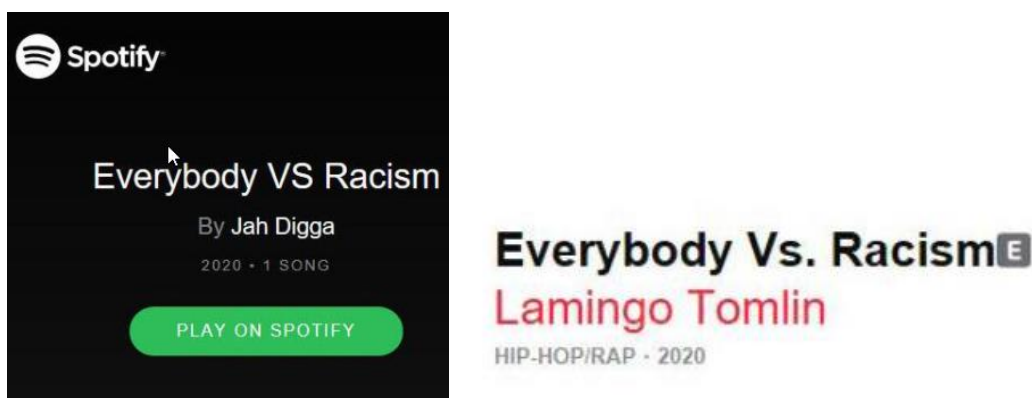 Spotify
Everybody VS Racism
By Jah Digga
2020 • 1 SONG
PLAY ON SPOTIFY
Everybody Vs. Racism E
Lamingo Tomlin
HIP-HOP/RAP · 2020